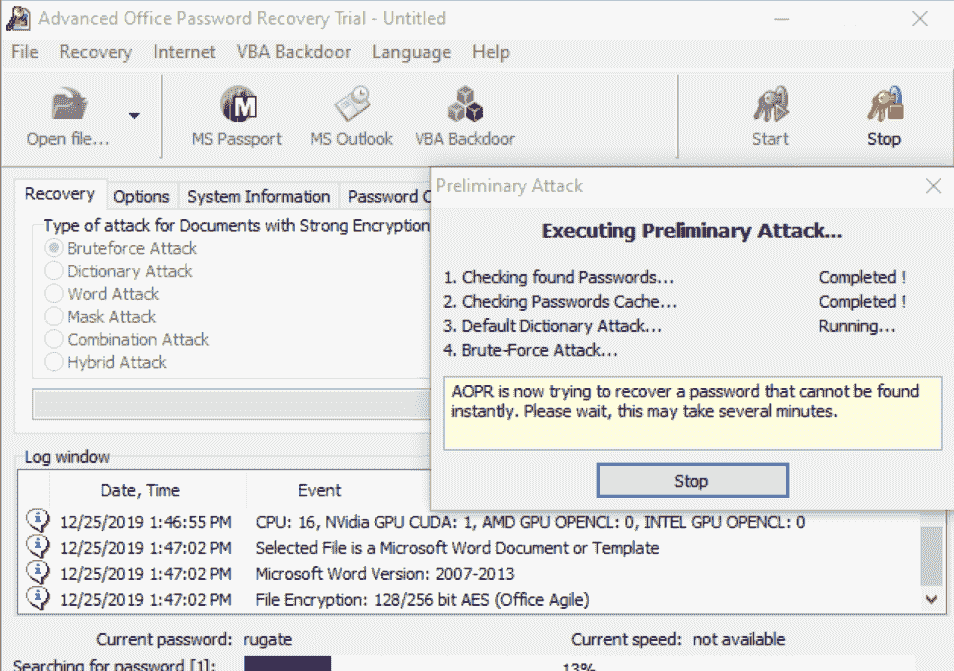 Advanced Office Password Recovery Trial - Untitled
File Recovery Internet VBA Backdoor Language Help
Open file... MS Passport MS Outlook VBA Backdoor Start Stop
Recovery Options System Information Password C
Type of attack for Documents with Strong Encryption
Bruteforce Attack
Dictionary Attack
Word Attack
Mask Attack
Combination Attack
Hybrid Attack
Preliminary Attack
Executing Preliminary Attack...
1. Checking found Passwords... Completed !
2. Checking Passwords Cache... Completed !
3. Default Dictionary Attack... Running...
4. Brute-Force Attack...
AOPR is now trying to recover a password that cannot be found
instantly. Please wait, this may take several minutes.
Stop
Log window
Date, Time Event
12/25/2019 1:46:55 PM CPU: 16, NVidia GPU CUDA: 1, AMD GPU OPENCL: 0, INTEL GPU OPENCL: 0
12/25/2019 1:47:02 PM Selected File is a Microsoft Word Document or Template
12/25/2019 1:47:02 PM Microsoft Word Version: 2007-2013
12/25/2019 1:47:02 PM File Encryption: 128/256 bit AES (Office Agile)
Current password: rugate Current speed: not available
Searching for password [1]: 13%